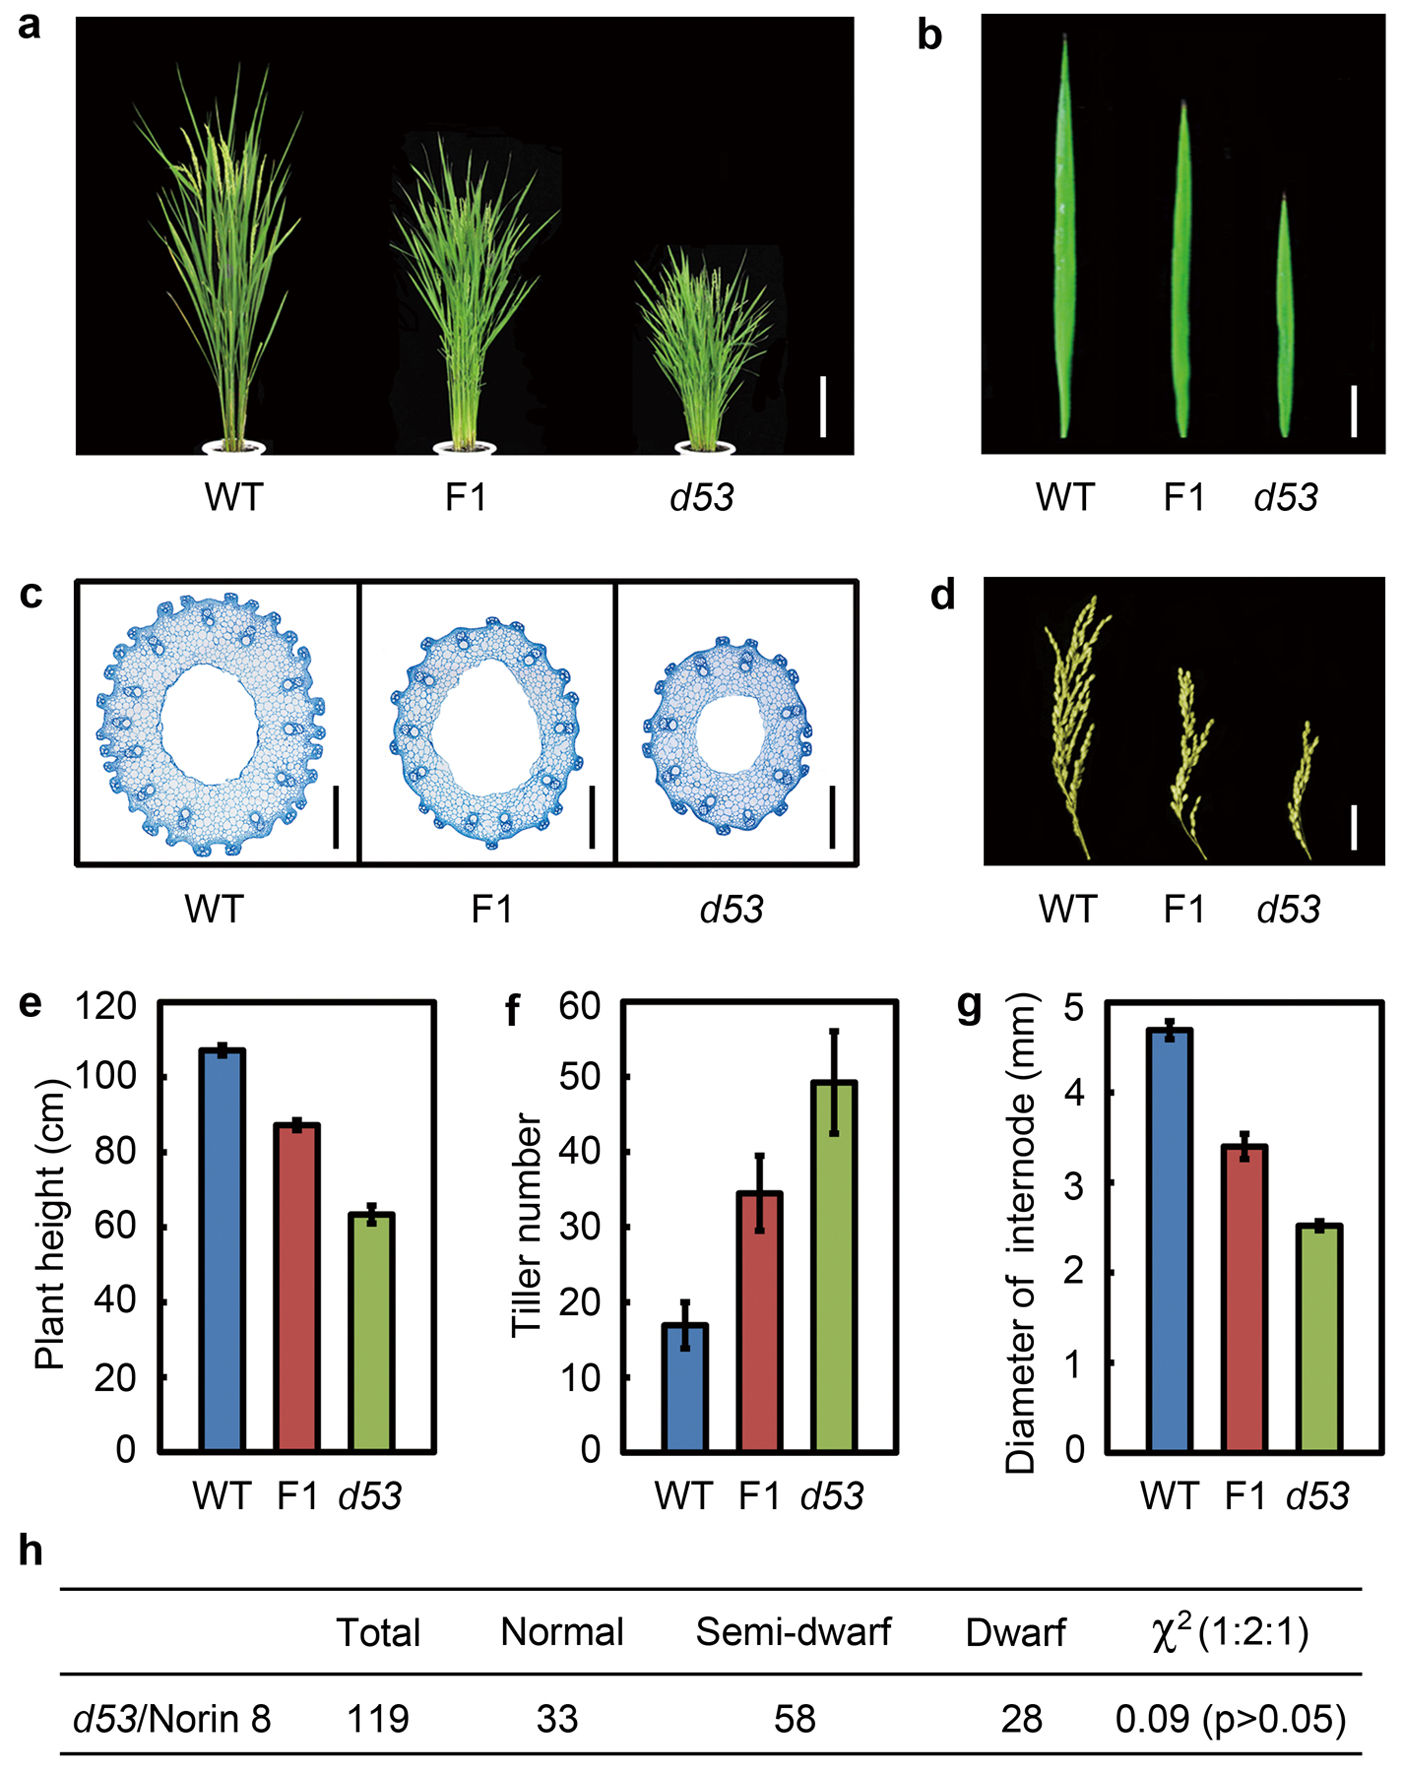 a
b
WT F1 d53
WT F1 d53
c
d
WT F1 d53
WT F1 d53
e
Plant height (cm)
120
100
80
60
40
20
0
WT F1 d53
f
Tiller number
60
50
40
30
20
10
0
WT F1 d53
g
Diameter of internode (mm)
5
4
3
2
1
0
WT F1 d53
h
Total Normal Semi-dwarf Dwarf χ² (1:2:1)
d53/Norin 8 119 33 58 28 0.09 (p>0.05)